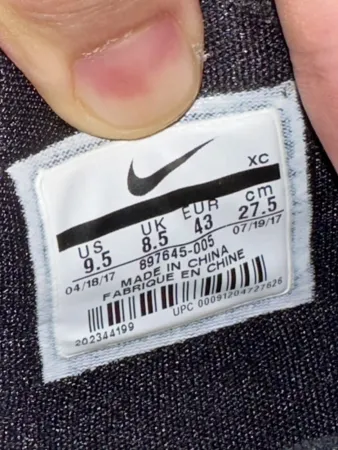 XC
US UK EUR cm
9.5 8.5 43 27.5
04/18/17 897645-005 07/19/17
MADE IN CHINA
FABRIQUE EN CHINE
202344199 UPC 00091204727626